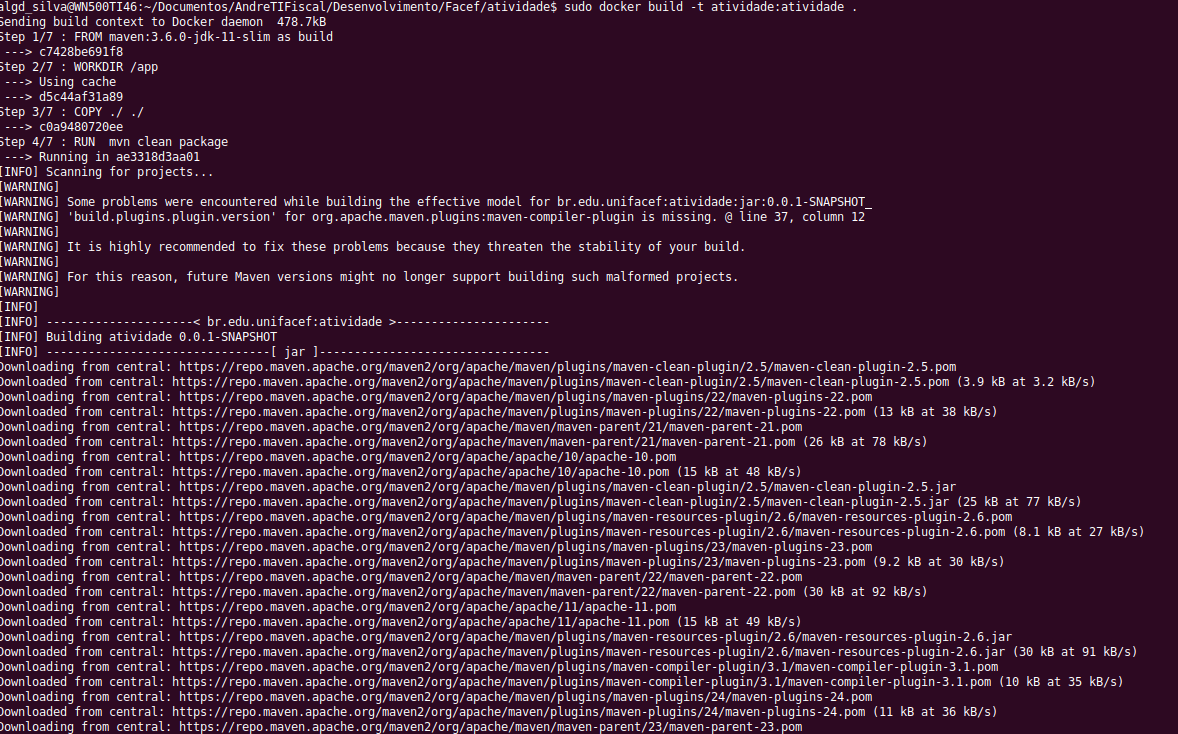 algd_silva@WN500TI46:~/Documentos/AndreTIFiscal/Desenvolvimento/Facef/atividade$ sudo docker build -t atividade:atividade .
Sending build context to Docker daemon  478.7kB
Step 1/7 : FROM maven:3.6.0-jdk-11-slim as build
 ---> c7428be691f8
Step 2/7 : WORKDIR /app
 ---> Using cache
 ---> d5c44af31a89
Step 3/7 : COPY ./ ./
 ---> c0a9480720ee
Step 4/7 : RUN  mvn clean package
 ---> Running in ae3318d3aa01
[INFO] Scanning for projects...
[WARNING]
[WARNING] Some problems were encountered while building the effective model for br.edu.unifacef:atividade:jar:0.0.1-SNAPSHOT_
[WARNING] 'build.plugins.plugin.version' for org.apache.maven.plugins:maven-compiler-plugin is missing. @ line 37, column 12
[WARNING]
[WARNING] It is highly recommended to fix these problems because they threaten the stability of your build.
[WARNING]
[WARNING] For this reason, future Maven versions might no longer support building such malformed projects.
[WARNING]
[INFO]
[INFO] ---------------------< br.edu.unifacef:atividade >----------------------
[INFO] Building atividade 0.0.1-SNAPSHOT
[INFO] --------------------------------[ jar ]---------------------------------
Downloading from central: https://repo.maven.apache.org/maven2/org/apache/maven/plugins/maven-clean-plugin/2.5/maven-clean-plugin-2.5.pom
Downloaded from central: https://repo.maven.apache.org/maven2/org/apache/maven/plugins/maven-clean-plugin/2.5/maven-clean-plugin-2.5.pom (3.9 kB at 3.2 kB/s)
Downloading from central: https://repo.maven.apache.org/maven2/org/apache/maven/plugins/maven-plugins/22/maven-plugins-22.pom
Downloaded from central: https://repo.maven.apache.org/maven2/org/apache/maven/plugins/maven-plugins/22/maven-plugins-22.pom (13 kB at 38 kB/s)
Downloading from central: https://repo.maven.apache.org/maven2/org/apache/maven/maven-parent/21/maven-parent-21.pom
Downloaded from central: https://repo.maven.apache.org/maven2/org/apache/maven/maven-parent/21/maven-parent-21.pom (26 kB at 78 kB/s)
Downloading from central: https://repo.maven.apache.org/maven2/org/apache/apache/10/apache-10.pom
Downloaded from central: https://repo.maven.apache.org/maven2/org/apache/apache/10/apache-10.pom (15 kB at 48 kB/s)
Downloading from central: https://repo.maven.apache.org/maven2/org/apache/maven/plugins/maven-clean-plugin/2.5/maven-clean-plugin-2.5.jar
Downloaded from central: https://repo.maven.apache.org/maven2/org/apache/maven/plugins/maven-clean-plugin/2.5/maven-clean-plugin-2.5.jar (25 kB at 77 kB/s)
Downloading from central: https://repo.maven.apache.org/maven2/org/apache/maven/plugins/maven-resources-plugin/2.6/maven-resources-plugin-2.6.pom
Downloaded from central: https://repo.maven.apache.org/maven2/org/apache/maven/plugins/maven-resources-plugin/2.6/maven-resources-plugin-2.6.pom (8.1 kB at 27 kB/s)
Downloading from central: https://repo.maven.apache.org/maven2/org/apache/maven/plugins/maven-plugins/23/maven-plugins-23.pom
Downloaded from central: https://repo.maven.apache.org/maven2/org/apache/maven/plugins/maven-plugins/23/maven-plugins-23.pom (9.2 kB at 30 kB/s)
Downloading from central: https://repo.maven.apache.org/maven2/org/apache/maven/maven-parent/22/maven-parent-22.pom
Downloaded from central: https://repo.maven.apache.org/maven2/org/apache/maven/maven-parent/22/maven-parent-22.pom (30 kB at 92 kB/s)
Downloading from central: https://repo.maven.apache.org/maven2/org/apache/apache/11/apache-11.pom
Downloaded from central: https://repo.maven.apache.org/maven2/org/apache/apache/11/apache-11.pom (15 kB at 49 kB/s)
Downloading from central: https://repo.maven.apache.org/maven2/org/apache/maven/plugins/maven-resources-plugin/2.6/maven-resources-plugin-2.6.jar
Downloaded from central: https://repo.maven.apache.org/maven2/org/apache/maven/plugins/maven-resources-plugin/2.6/maven-resources-plugin-2.6.jar (30 kB at 91 kB/s)
Downloading from central: https://repo.maven.apache.org/maven2/org/apache/maven/plugins/maven-compiler-plugin/3.1/maven-compiler-plugin-3.1.pom
Downloaded from central: https://repo.maven.apache.org/maven2/org/apache/maven/plugins/maven-compiler-plugin/3.1/maven-compiler-plugin-3.1.pom (10 kB at 35 kB/s)
Downloading from central: https://repo.maven.apache.org/maven2/org/apache/maven/plugins/maven-plugins/24/maven-plugins-24.pom
Downloaded from central: https://repo.maven.apache.org/maven2/org/apache/maven/plugins/maven-plugins/24/maven-plugins-24.pom (11 kB at 36 kB/s)
Downloading from central: https://repo.maven.apache.org/maven2/org/apache/maven/maven-parent/23/maven-parent-23.pom